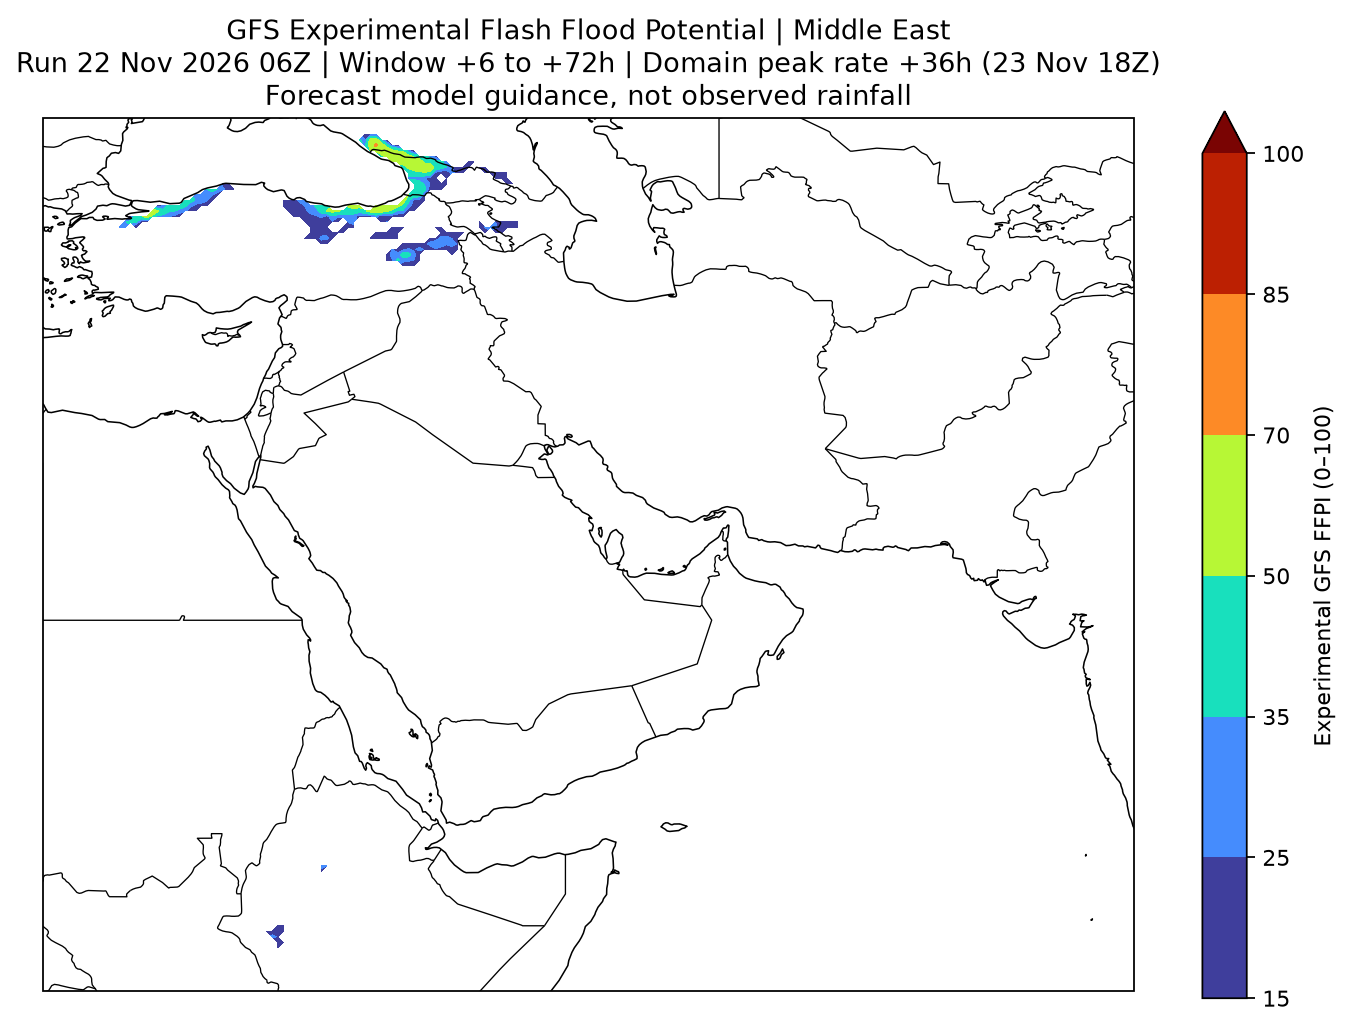 GFS Experimental Flash Flood Potential | Middle East
Run 22 Nov 2026 06Z | Window +6 to +72h | Domain peak rate +36h (23 Nov 18Z)
Forecast model guidance, not observed rainfall
100
85
70
50
35
25
15
Experimental GFS FFPI (0–100)